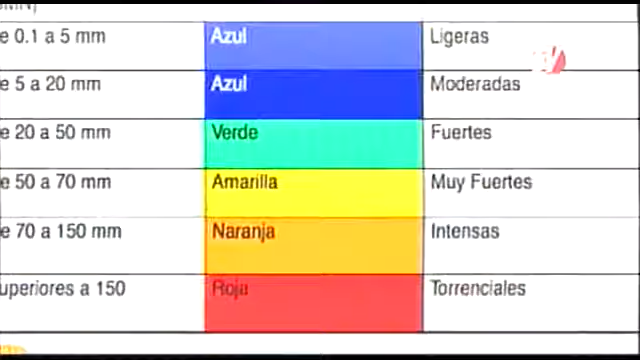 e 0.1 a 5 mm Azul Ligeras
e 5 a 20 mm Azul Moderadas
e 20 a 50 mm Verde Fuertes
e 50 a 70 mm Amarilla Muy Fuertes
e 70 a 150 mm Naranja Intensas
uperiores a 150 Roja Torrenciales